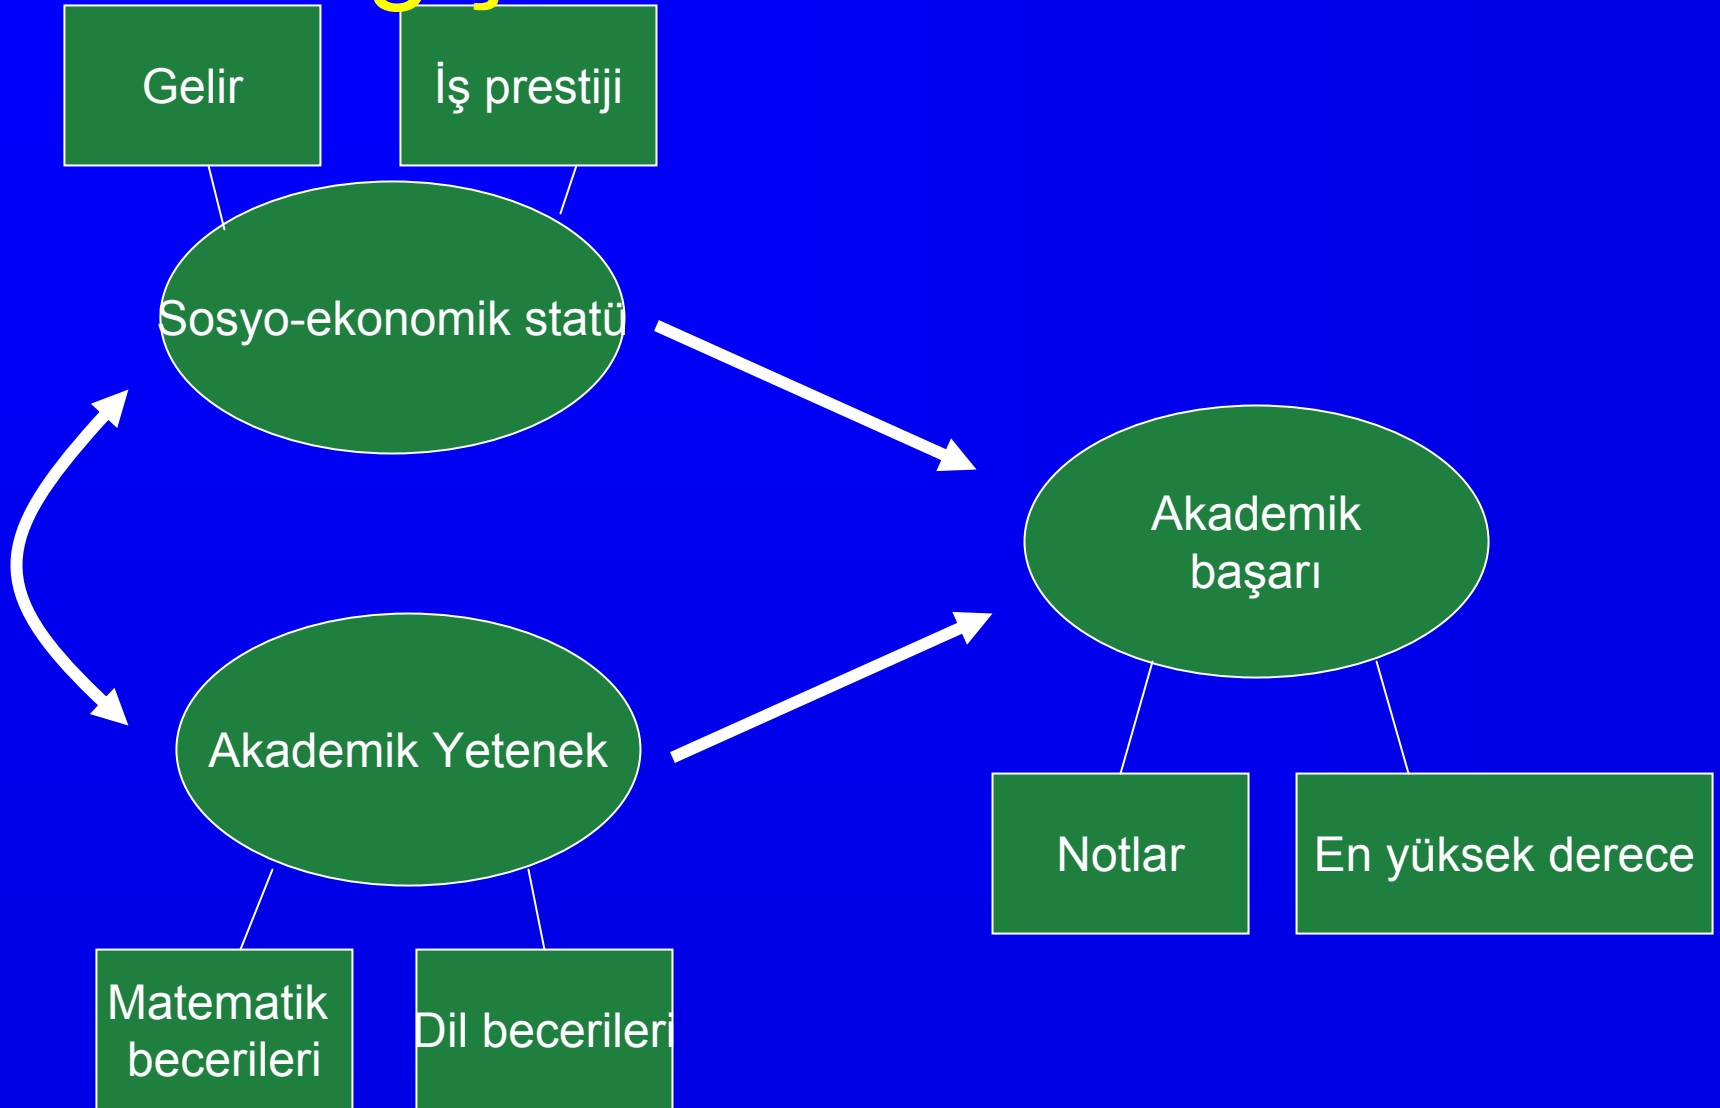 Gelir
İş prestiji
Sosyo-ekonomik statü
Akademik
başarı
Akademik Yetenek
Notlar
En yüksek derece
Matematik
becerileri
Dil becerileri